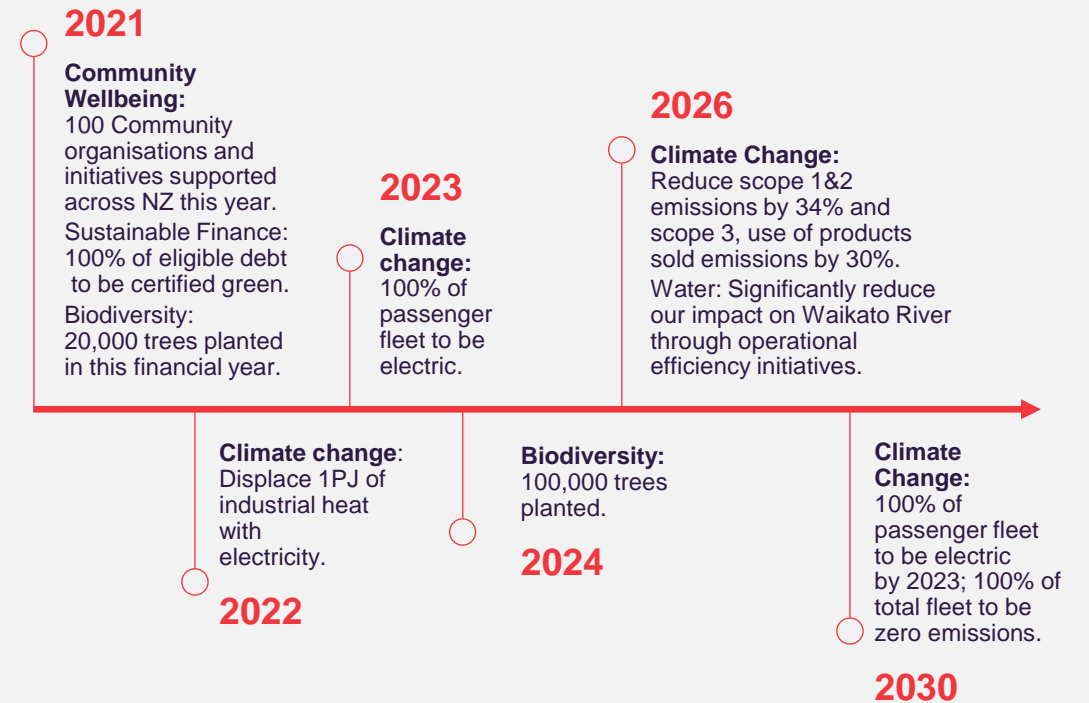 2021
Community
Wellbeing:
100 Community
organisations and
initiatives supported
across NZ this year.
Sustainable Finance:
100% of eligible debt
to be certified green.
Biodiversity:
20,000 trees planted
in this financial year.
2023
Climate
change:
100% of
passenger
fleet to be
electric.
2026
Climate Change:
Reduce scope 1&2
emissions by 34% and
scope 3, use of products
sold emissions by 30%.
Water: Significantly reduce
our impact on Waikato River
through operational
efficiency initiatives.
Climate change:
Displace 1PJ of
industrial heat
with
electricity.
2022
Biodiversity:
100,000 trees
planted.
2024
Climate
Change:
100% of
passenger fleet
to be electric
by 2023; 100% of
total fleet to be
zero emissions.
2030